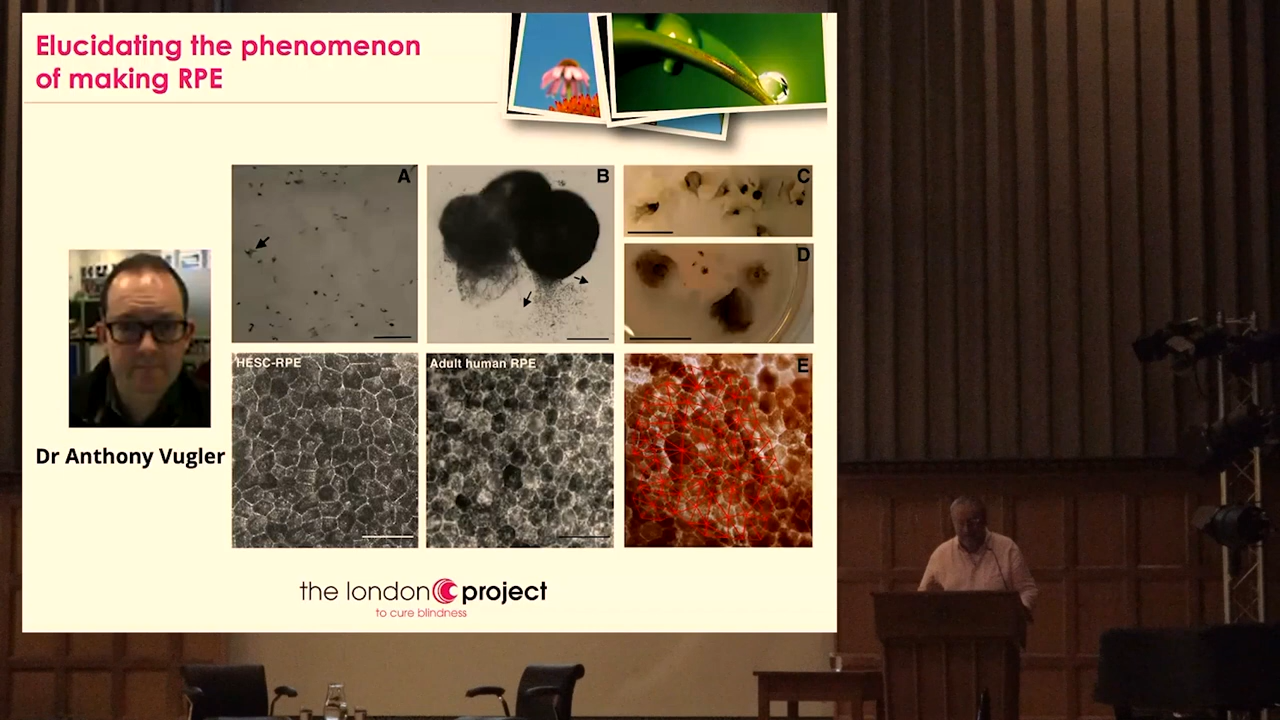 Elucidating the phenomenon
of making RPE
A
B
C
D
HESC-RPE
Adult human RPE
E
Dr Anthony Vugler
the london project
to cure blindness